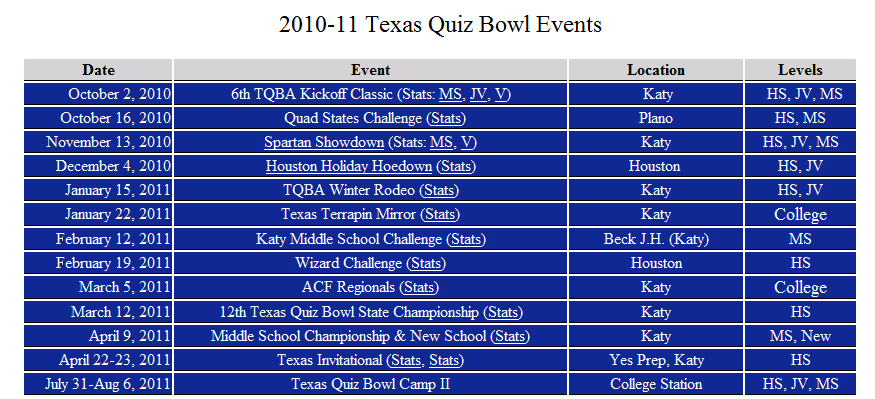 2010-11 Texas Quiz Bowl Events
Date Event Location Levels
October 2, 2010 6th TQBA Kickoff Classic (Stats: MS, JV, V) Katy HS, JV, MS
October 16, 2010 Quad States Challenge (Stats) Plano HS, MS
November 13, 2010 Spartan Showdown (Stats: MS, V) Katy HS, JV, MS
December 4, 2010 Houston Holiday Hoedown (Stats) Houston HS, JV
January 15, 2011 TQBA Winter Rodeo (Stats) Katy HS, JV
January 22, 2011 Texas Terrapin Mirror (Stats) Katy College
February 12, 2011 Katy Middle School Challenge (Stats) Beck J.H. (Katy) MS
February 19, 2011 Wizard Challenge (Stats) Houston HS
March 5, 2011 ACF Regionals (Stats) Katy College
March 12, 2011 12th Texas Quiz Bowl State Championship (Stats) Katy HS
April 9, 2011 Middle School Championship & New School (Stats) Katy MS, New
April 22-23, 2011 Texas Invitational (Stats, Stats) Yes Prep, Katy HS
July 31-Aug 6, 2011 Texas Quiz Bowl Camp II College Station HS, JV, MS